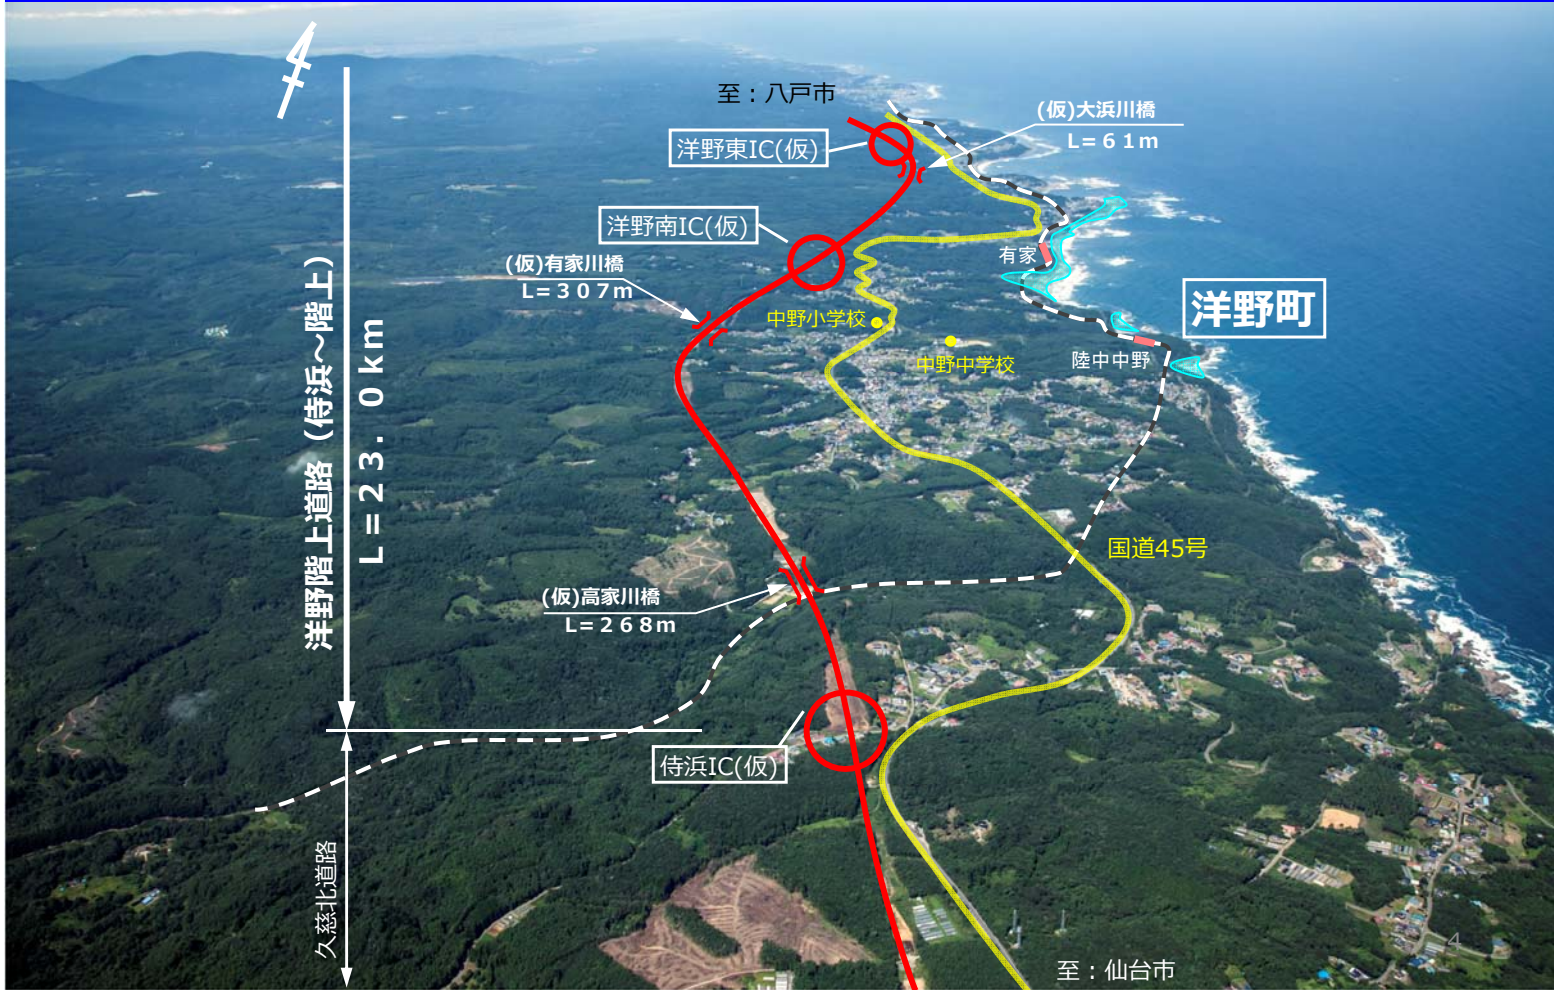 至：八戸市
(仮)大浜川橋
L=６１m
洋野東IC(仮)
洋野南IC(仮)
(仮)有家川橋
L=３０７m
有家
洋野町
中野小学校
中野中学校
陸中中野
洋野階上道路（侍浜～階上）
L=２３．０km
国道45号
(仮)高家川橋
L=２６８m
侍浜IC(仮)
久慈北道路
至：仙台市
4